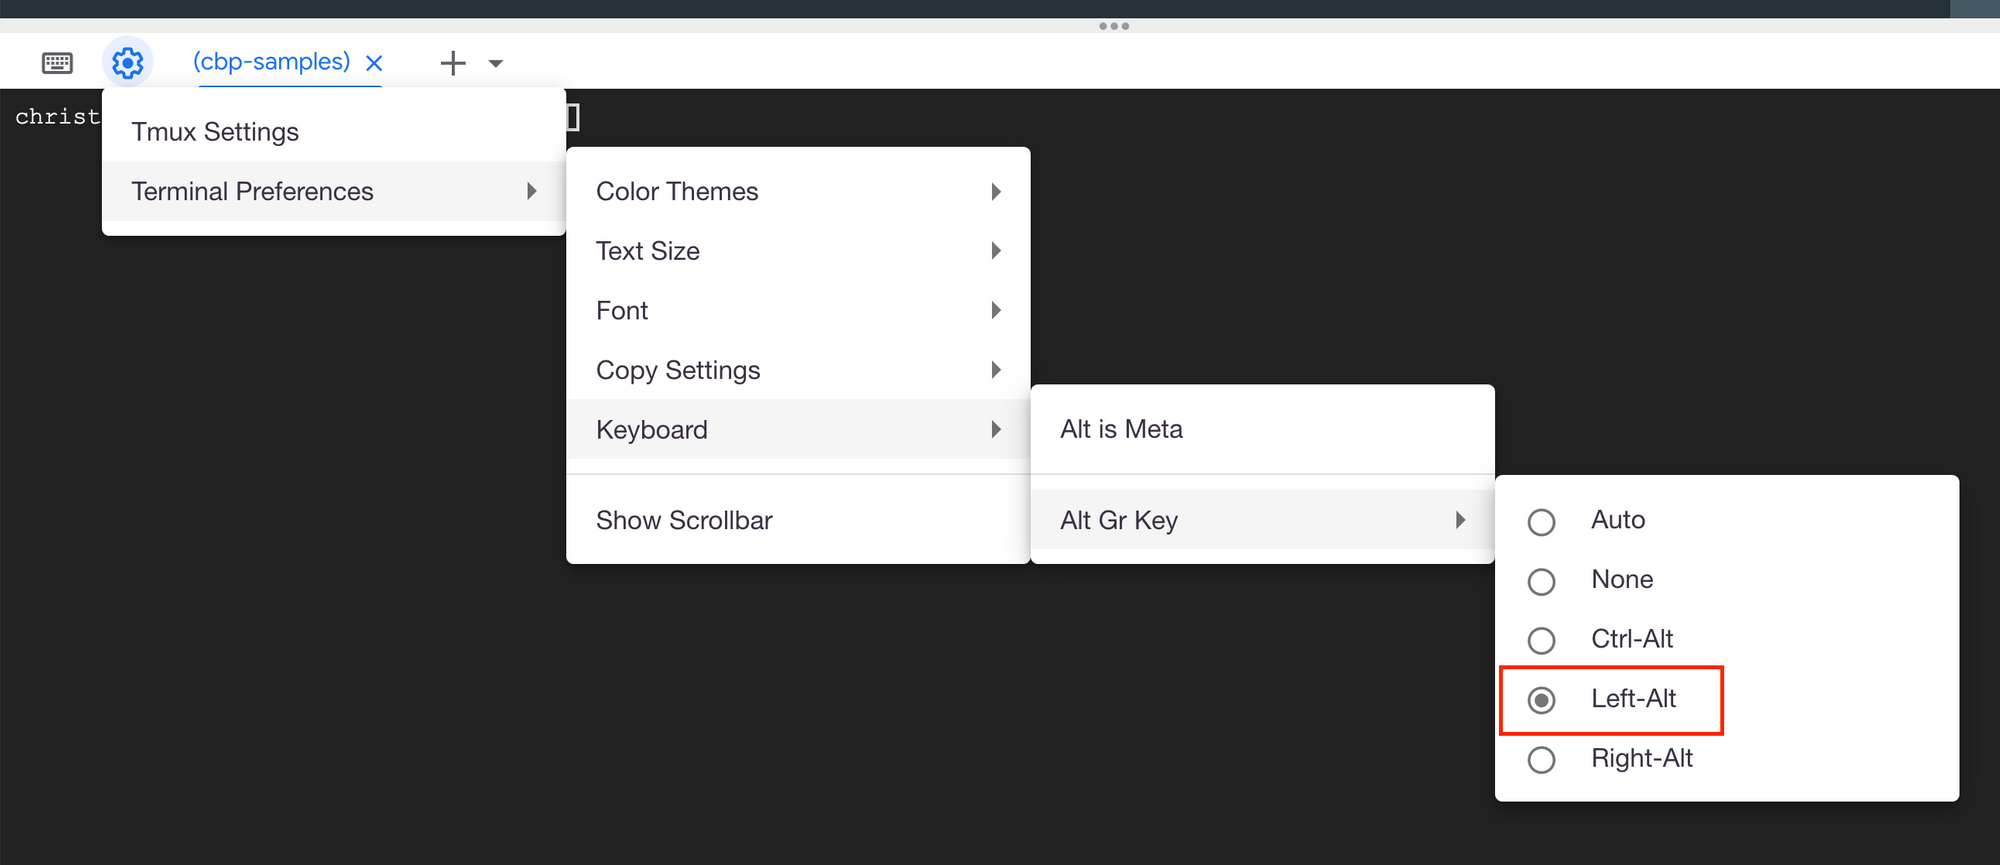 (cbp-samples)
christ
Tmux Settings
Terminal Preferences
Color Themes
Text Size
Font
Copy Settings
Keyboard
Show Scrollbar
Alt is Meta
Alt Gr Key
Auto
None
Ctrl-Alt
Left-Alt
Right-Alt